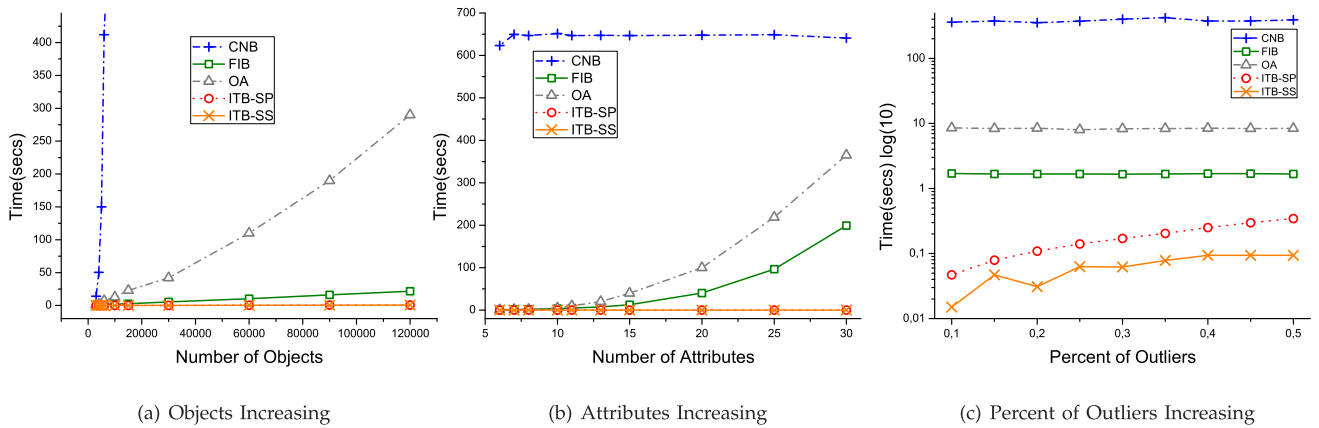 Time(secs)
400
350
300
250
200
150
100
50
0
CNB
FIB
OA
ITB-SP
ITB-SS
0
20000
40000
60000
80000
100000
120000
Number of Objects
(a) Objects Increasing
Time(secs)
700
600
500
400
300
200
100
0
CNB
FIB
OA
ITB-SP
ITB-SS
5
10
15
20
25
30
Number of Attributes
(b) Attributes Increasing
Time(secs) log(10)
100
10
1
0,1
0,01
CNB
FIB
OA
ITB-SP
ITB-SS
0,1
0,2
0,3
0,4
0,5
Percent of Outliers
(c) Percent of Outliers Increasing